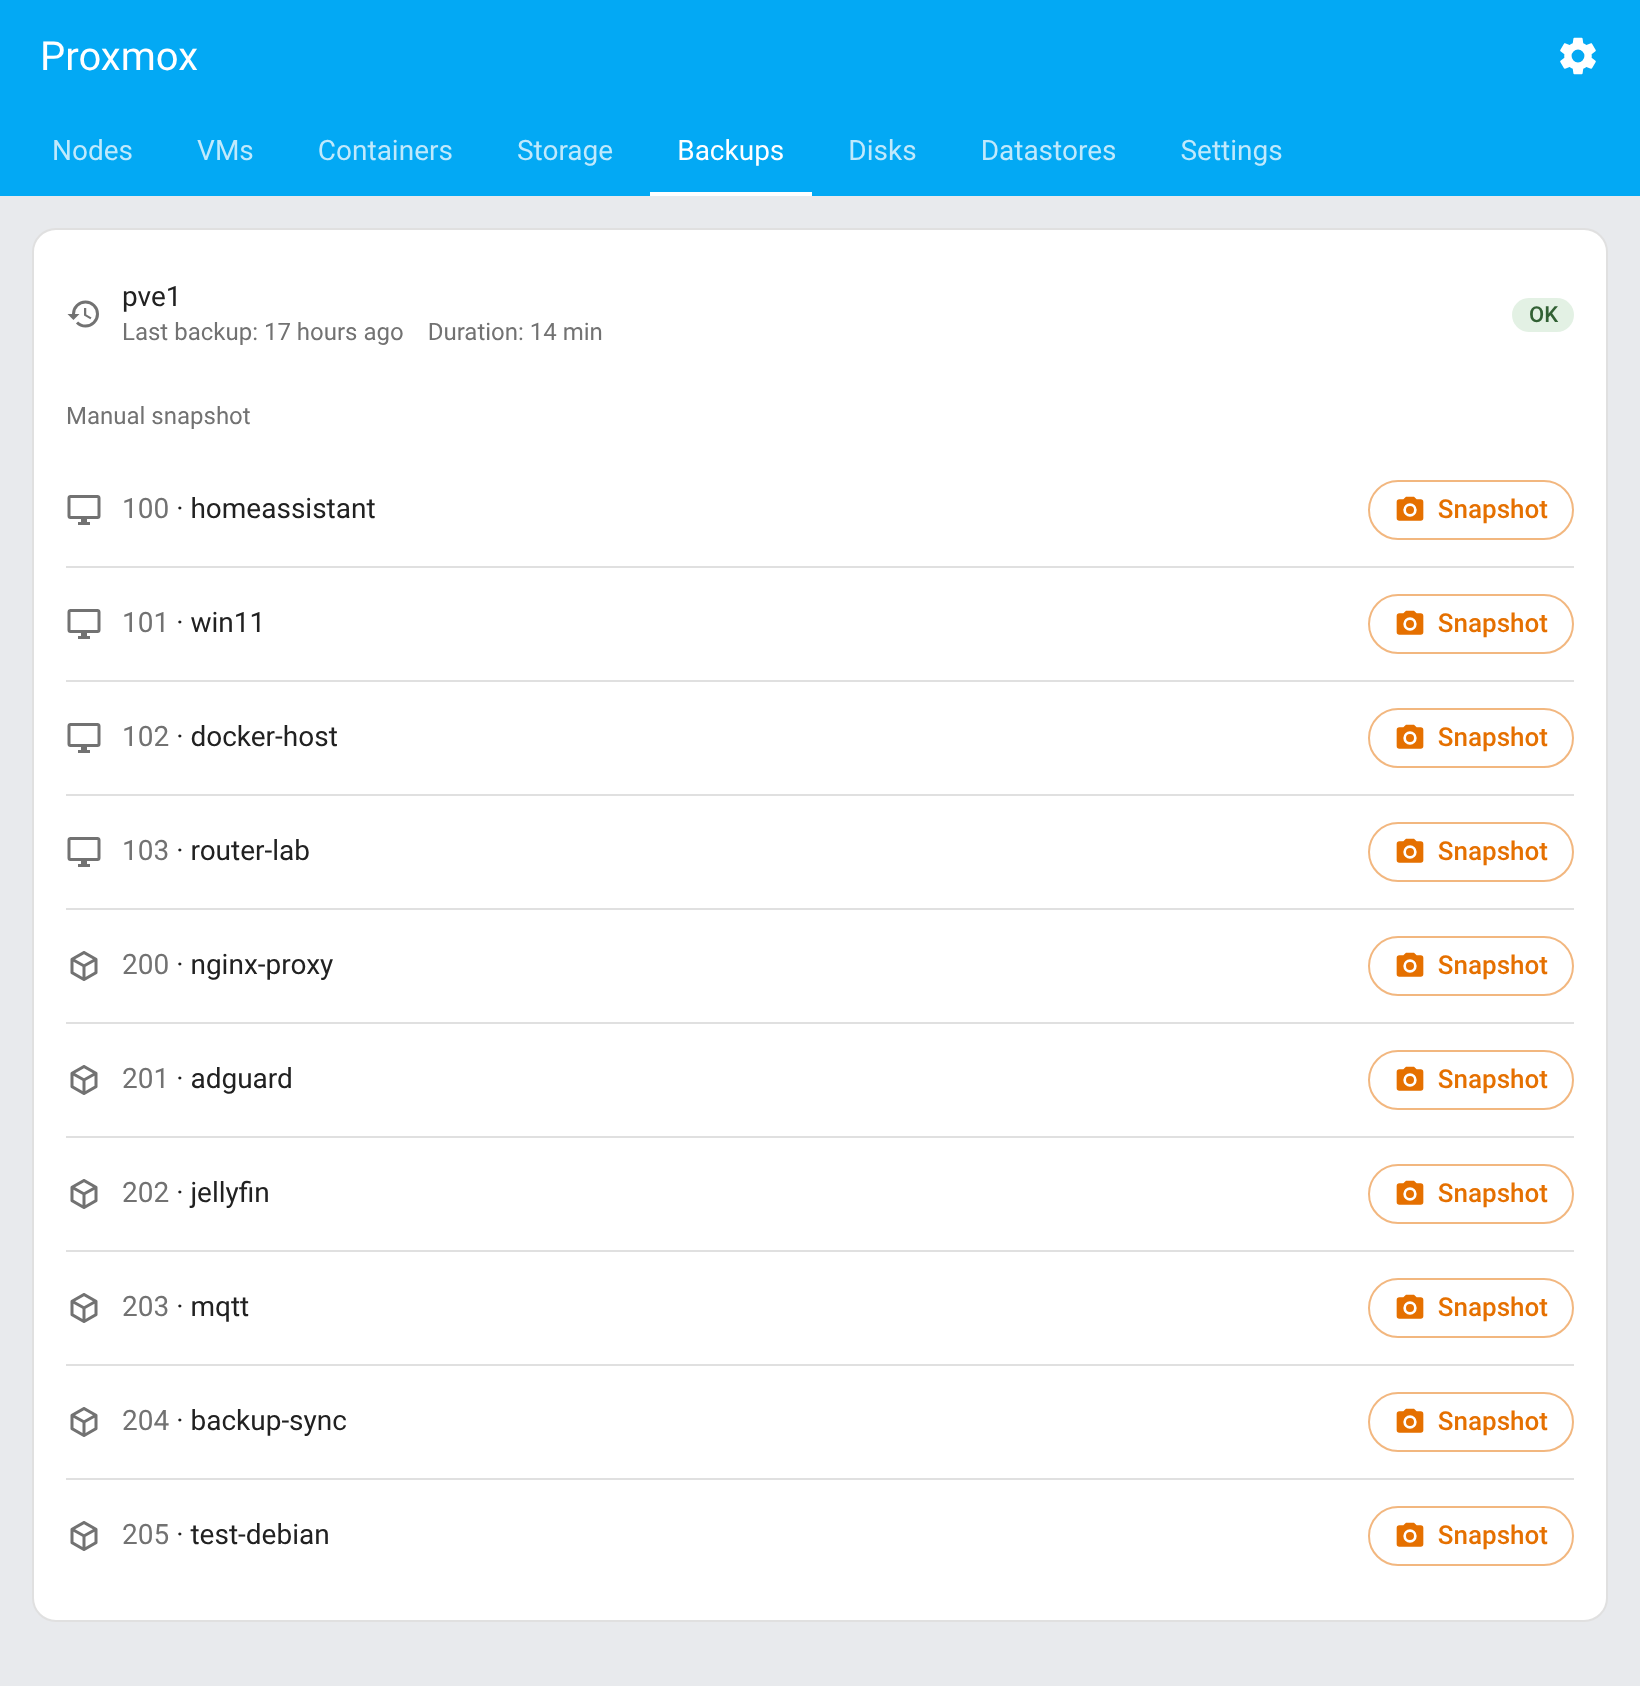 Proxmox
Nodes VMs Containers Storage Backups Disks Datastores Settings
pve1
Last backup: 17 hours ago Duration: 14 min
OK
Manual snapshot
100 · homeassistant Snapshot
101 · win11 Snapshot
102 · docker-host Snapshot
103 · router-lab Snapshot
200 · nginx-proxy Snapshot
201 · adguard Snapshot
202 · jellyfin Snapshot
203 · mqtt Snapshot
204 · backup-sync Snapshot
205 · test-debian Snapshot